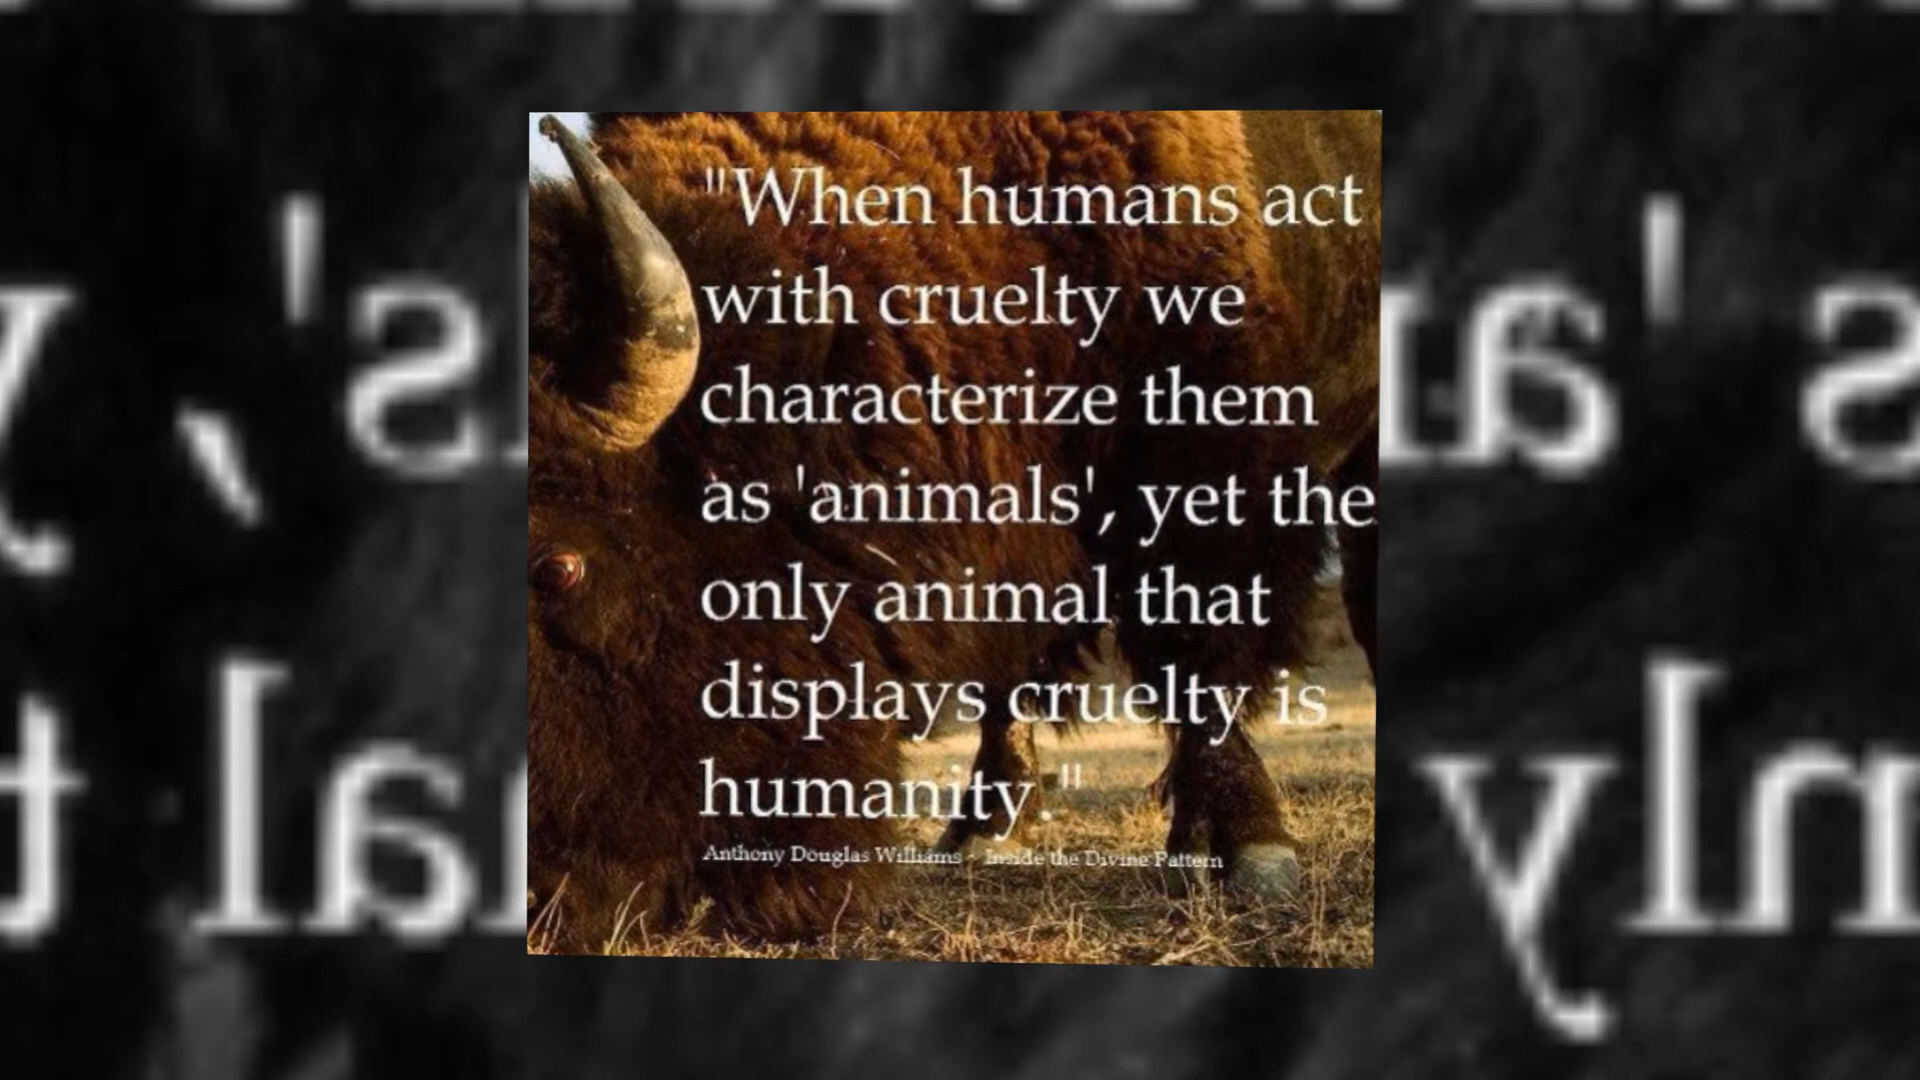 "When humans act
with cruelty we
characterize them
as 'animals', yet the
only animal that
displays cruelty is
humanity."
Anthony Douglas Williams ~ Inside the Divine Pattern